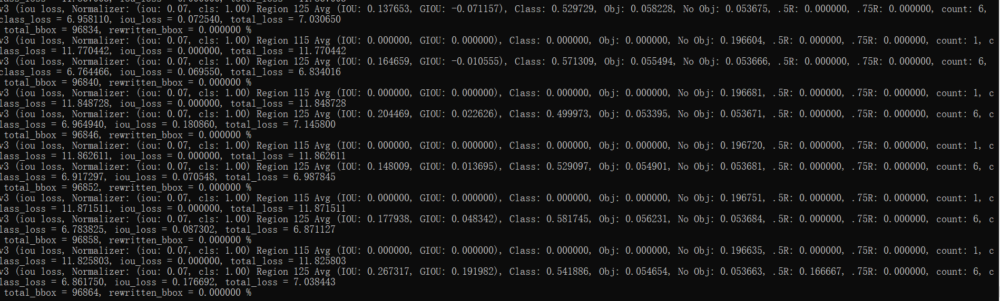 v3 (iou loss, Normalizer: (iou: 0.07, cls: 1.00) Region 125 Avg (IOU: 0.137653, GIOU: -0.071157), Class: 0.529729, Obj: 0.058228, No Obj: 0.053675, .5R: 0.000000, .75R: 0.000000, count: 6,
class_loss = 6.958110, iou_loss = 0.072540, total_loss = 7.030650
total_bbox = 96834, rewritten_bbox = 0.000000 %
v3 (iou loss, Normalizer: (iou: 0.07, cls: 1.00) Region 115 Avg (IOU: 0.000000, GIOU: 0.000000), Class: 0.000000, Obj: 0.000000, No Obj: 0.196604, .5R: 0.000000, .75R: 0.000000, count: 1, c
lass_loss = 11.770442, iou_loss = 0.000000, total_loss = 11.770442
v3 (iou loss, Normalizer: (iou: 0.07, cls: 1.00) Region 125 Avg (IOU: 0.164659, GIOU: -0.010555), Class: 0.571309, Obj: 0.055494, No Obj: 0.053666, .5R: 0.000000, .75R: 0.000000, count: 6,
class_loss = 6.764466, iou_loss = 0.069550, total_loss = 6.834016
total_bbox = 96840, rewritten_bbox = 0.000000 %
v3 (iou loss, Normalizer: (iou: 0.07, cls: 1.00) Region 115 Avg (IOU: 0.000000, GIOU: 0.000000), Class: 0.000000, Obj: 0.000000, No Obj: 0.196681, .5R: 0.000000, .75R: 0.000000, count: 1, c
lass_loss = 11.848728, iou_loss = 0.000000, total_loss = 11.848728
v3 (iou loss, Normalizer: (iou: 0.07, cls: 1.00) Region 125 Avg (IOU: 0.204469, GIOU: 0.022626), Class: 0.499973, Obj: 0.053395, No Obj: 0.053671, .5R: 0.000000, .75R: 0.000000, count: 6, c
lass_loss = 6.964940, iou_loss = 0.180860, total_loss = 7.145800
total_bbox = 96846, rewritten_bbox = 0.000000 %
v3 (iou loss, Normalizer: (iou: 0.07, cls: 1.00) Region 115 Avg (IOU: 0.000000, GIOU: 0.000000), Class: 0.000000, Obj: 0.000000, No Obj: 0.196720, .5R: 0.000000, .75R: 0.000000, count: 1, c
lass_loss = 11.862611, iou_loss = 0.000000, total_loss = 11.862611
v3 (iou loss, Normalizer: (iou: 0.07, cls: 1.00) Region 125 Avg (IOU: 0.148009, GIOU: 0.013695), Class: 0.529097, Obj: 0.054901, No Obj: 0.053681, .5R: 0.000000, .75R: 0.000000, count: 6, c
lass_loss = 6.917297, iou_loss = 0.070548, total_loss = 6.987845
total_bbox = 96852, rewritten_bbox = 0.000000 %
v3 (iou loss, Normalizer: (iou: 0.07, cls: 1.00) Region 115 Avg (IOU: 0.000000, GIOU: 0.000000), Class: 0.000000, Obj: 0.000000, No Obj: 0.196751, .5R: 0.000000, .75R: 0.000000, count: 1, c
lass_loss = 11.871511, iou_loss = 0.000000, total_loss = 11.871511
v3 (iou loss, Normalizer: (iou: 0.07, cls: 1.00) Region 125 Avg (IOU: 0.177938, GIOU: 0.048342), Class: 0.581745, Obj: 0.056231, No Obj: 0.053684, .5R: 0.000000, .75R: 0.000000, count: 6, c
lass_loss = 6.783825, iou_loss = 0.087302, total_loss = 6.871127
total_bbox = 96858, rewritten_bbox = 0.000000 %
v3 (iou loss, Normalizer: (iou: 0.07, cls: 1.00) Region 115 Avg (IOU: 0.000000, GIOU: 0.000000), Class: 0.000000, Obj: 0.000000, No Obj: 0.196635, .5R: 0.000000, .75R: 0.000000, count: 1, c
lass_loss = 11.825803, iou_loss = 0.000000, total_loss = 11.825803
v3 (iou loss, Normalizer: (iou: 0.07, cls: 1.00) Region 125 Avg (IOU: 0.267317, GIOU: 0.191982), Class: 0.541886, Obj: 0.054654, No Obj: 0.053663, .5R: 0.166667, .75R: 0.000000, count: 6, c
lass_loss = 6.861750, iou_loss = 0.176692, total_loss = 7.038443
total_bbox = 96864, rewritten_bbox = 0.000000 %